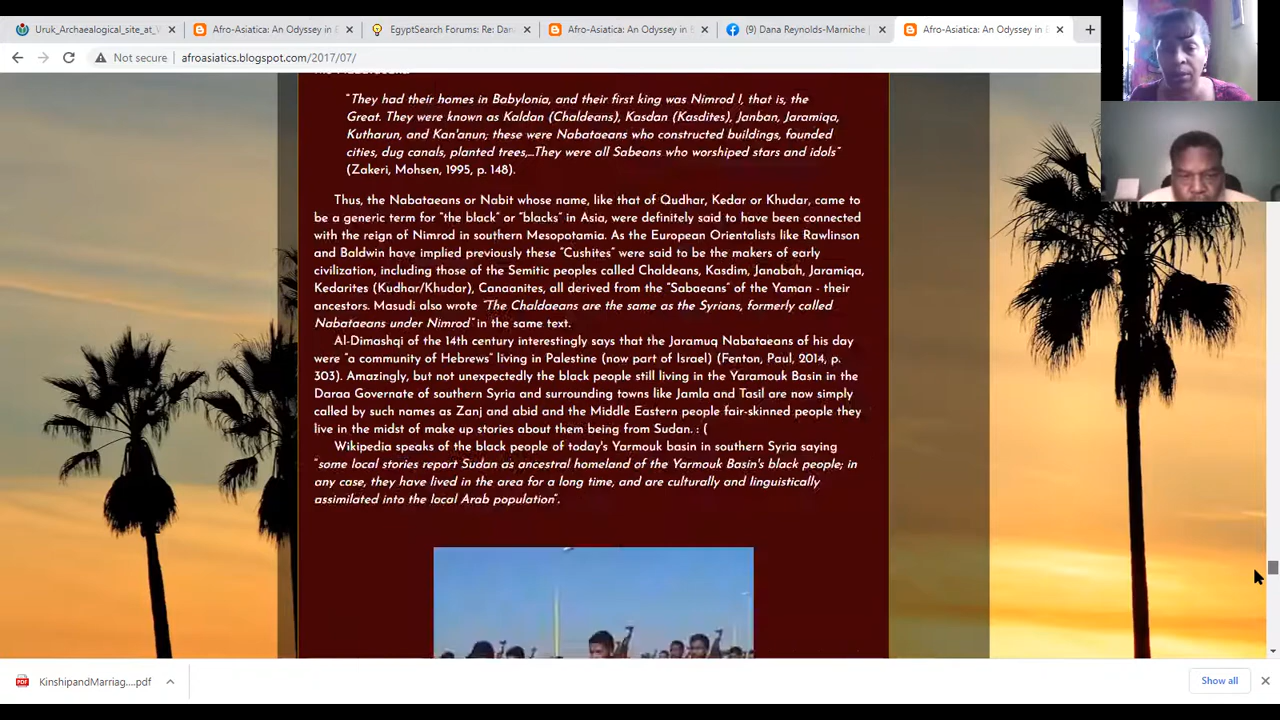 Uruk_Archaealogical_site_at_W
Afro-Asiatica: An Odyssey in E
EgyptSearch Forums: Re: Dan
Afro-Asiatica: An Odyssey in E
(9) Dana Reynolds-Marniche |
Afro-Asiatica: An Odyssey in E
Not secure
afroasiatics.blogspot.com/2017/07/
"They had their homes in Babylonia, and their first king was Nimrod I, that is, the
Great. They were known as Kaldan (Chaldeans), Kasdan (Kasdites), Janban, Jaramiqa,
Kutharun, and Kan'anun; these were Nabataeans who constructed buildings, founded
cities, dug canals, planted trees,...They were all Sabeans who worshiped stars and idols"
(Zakeri, Mohsen, 1995, p. 148).
Thus, the Nabataeans or Nabit whose name, like that of Qudhar, Kedar or Khudar, came to
be a generic term for "the black" or "blacks" in Asia, were definitely said to have been connected
with the reign of Nimrod in southern Mesopotamia. As the European Orientalists like Rawlinson
and Baldwin have implied previously these "Cushites" were said to be the makers of early
civilization, including those of the Semitic peoples called Chaldeans, Kasdim, Janabah, Jaramiqa,
Kedarites (Kudhar/Khudar), Canaanites, all derived from the "Sabaeans" of the Yaman - their
ancestors. Masudi also wrote "The Chaldaeans are the same as the Syrians, formerly called
Nabataeans under Nimrod" in the same text.
Al-Dimashqi of the 14th century interestingly says that the Jaramuq Nabataeans of his day
were "a community of Hebrews" living in Palestine (now part of Israel) (Fenton, Paul, 2014, p.
303). Amazingly, but not unexpectedly the black people still living in the Yaramouk Basin in the
Daraa Governate of southern Syria and surrounding towns like Jamla and Tasil are now simply
called by such names as Zanj and abid and the Middle Eastern people fair-skinned people they
live in the midst of make up stories about them being from Sudan. : (
Wikipedia speaks of the black people of today's Yarmouk basin in southern Syria saying
"some local stories report Sudan as ancestral homeland of the Yarmouk Basin's black people; in
any case, they have lived in the area for a long time, and are culturally and linguistically
assimilated into the local Arab population".
KinshipandMarriag....pdf
Show all